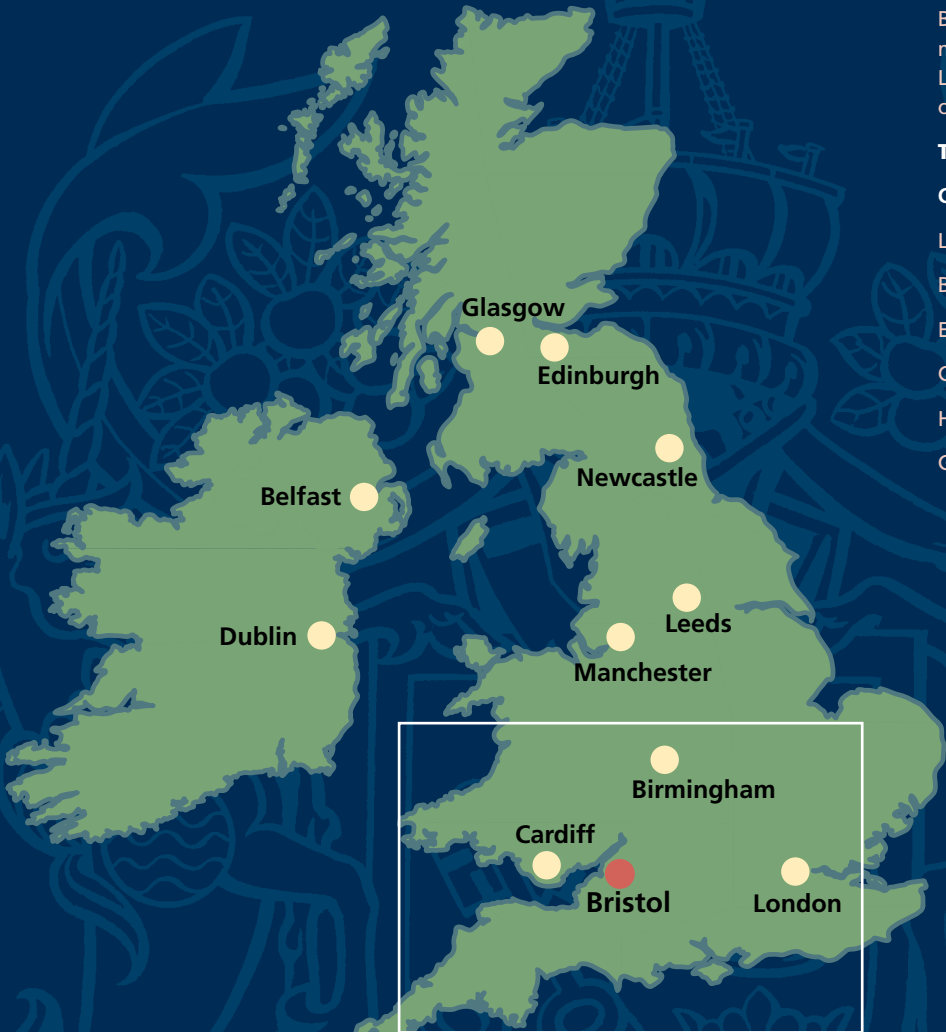 Glasgow
Edinburgh
Newcastle
Belfast
Leeds
Dublin
Manchester
Birmingham
Cardiff
Bristol
London